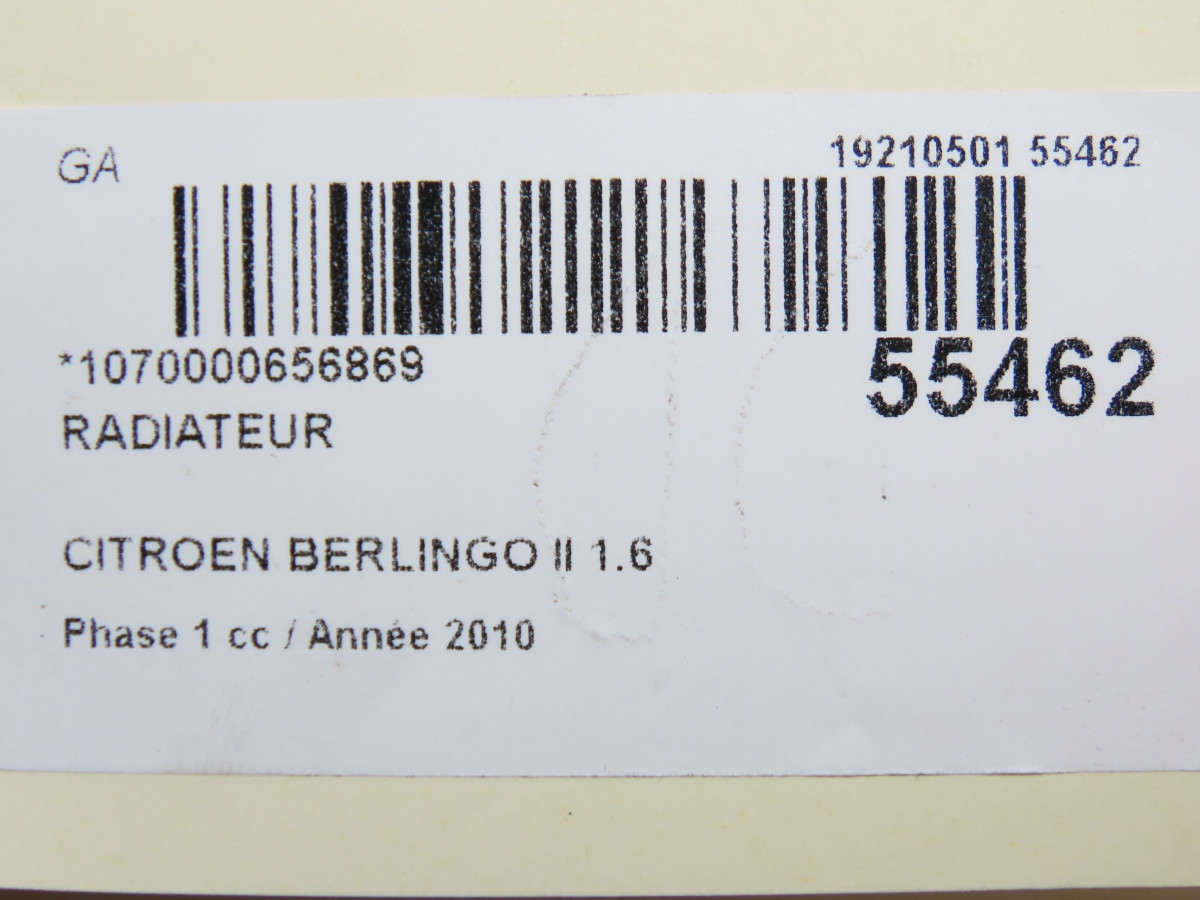 GA
19210501 55462
*1070000656869
55462
RADIATEUR
CITROEN BERLINGO II 1.6
Phase 1 cc / Année 2010